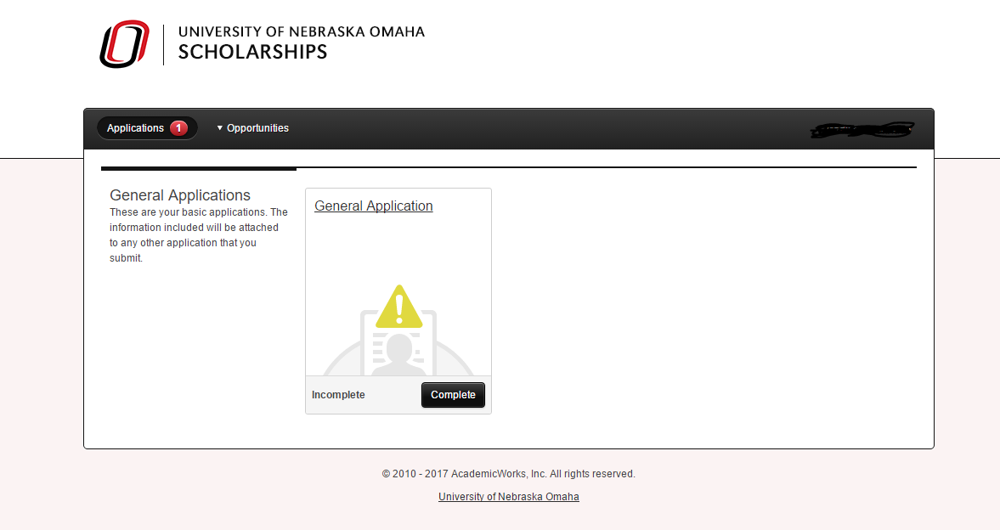 UNIVERSITY OF NEBRASKA OMAHA
SCHOLARSHIPS
Applications 1 ▼ Opportunities
General Applications
These are your basic applications. The
information included will be attached
to any other application that you
submit.
General Application
Incomplete Complete
© 2010 - 2017 AcademicWorks, Inc. All rights reserved.
University of Nebraska Omaha